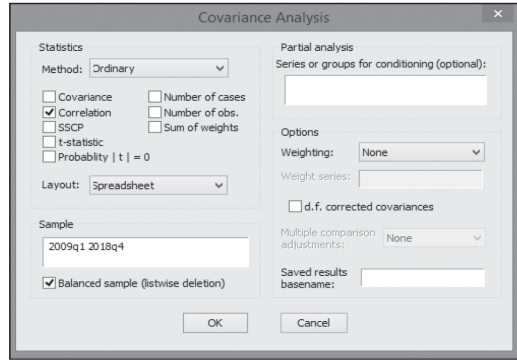 Covariance Analysis
×
Statistics
Method: Ordinary
Covariance
Number of cases
Correlation
Number of obs.
SSCP
Sum of weights
t-statistic
Probablity | t | = 0
Layout: Spreadsheet
Sample
2009q1 2018q4
Balanced sample (listwise deletion)
Partial analysis
Series or groups for conditioning (optional):
Options
Weighting: None
Weight series:
d.f. corrected covariances
Multiple comparison
adjustments: None
Saved results
basename:
OK
Cancel